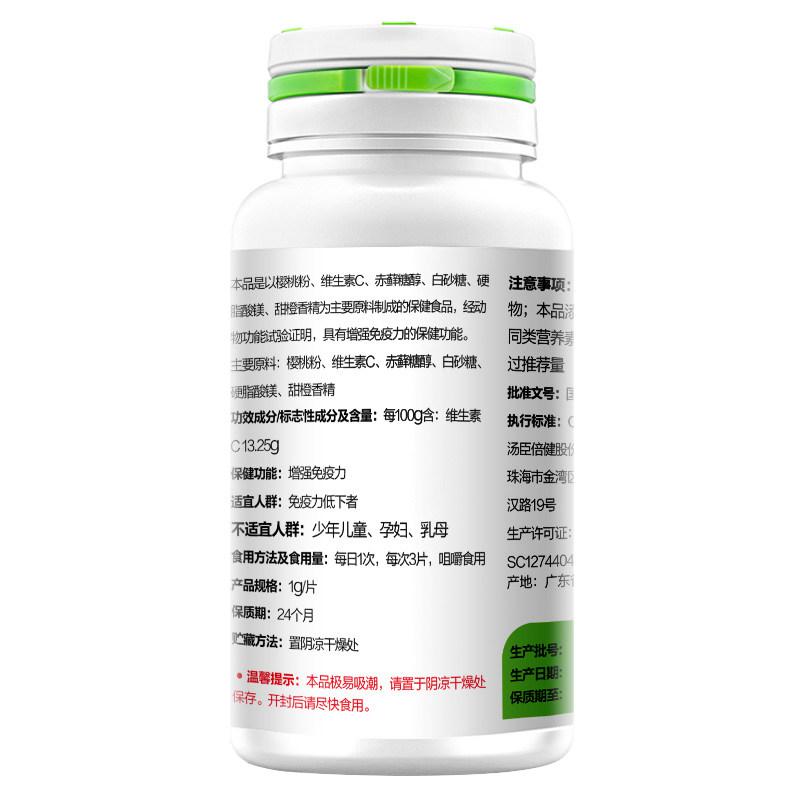 本品是以樱桃粉、维生素C、赤藓糖醇、白砂糖、硬
脂酸镁、甜橙香精为主要原料制成的保健食品，经动
物功能试验证明，具有增强免疫力的保健功能。
主要原料：樱桃粉、维生素C、赤藓糖醇、白砂糖、
硬脂酸镁、甜橙香精
功效成分/标志性成分及含量：每100g含：维生素
C 13.25g
保健功能：增强免疫力
适宜人群：免疫力低下者
不适宜人群：少年儿童、孕妇、乳母
食用方法及食用量：每日1次，每次3片，咀嚼食用
产品规格：1g/片
保质期：24个月
贮藏方法：置阴凉干燥处
• 温馨提示：本品极易吸潮，请置于阴凉干燥处
保存。开封后请尽快食用。
注意事项：
物；本品
同类营养素
过推荐量
批准文号：
执行标准：
汤臣倍健股份
珠海市金湾区
汉路19号
生产许可证：
SC1274404
产地：广东
生产批号：
生产日期：
保质期至：